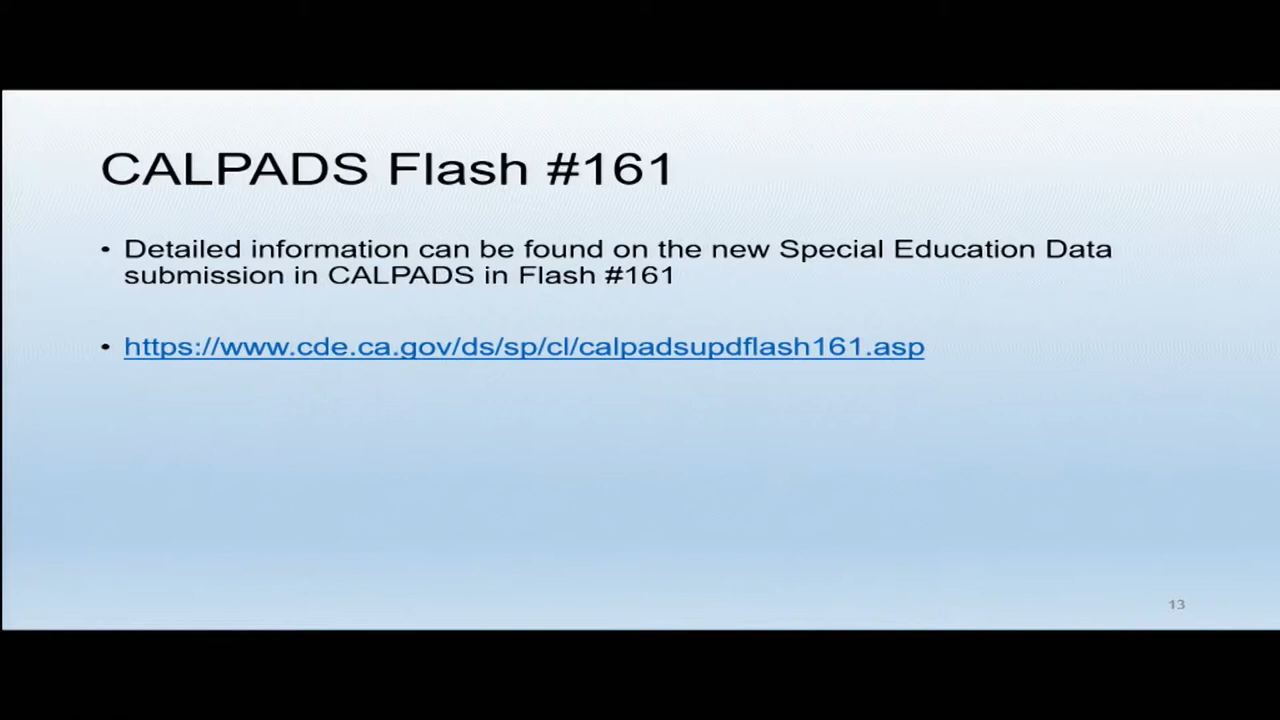 CALPADS Flash #161
• Detailed information can be found on the new Special Education Data
submission in CALPADS in Flash #161
• https://www.cde.ca.gov/ds/sp/cl/calpadsupdflash161.asp
13